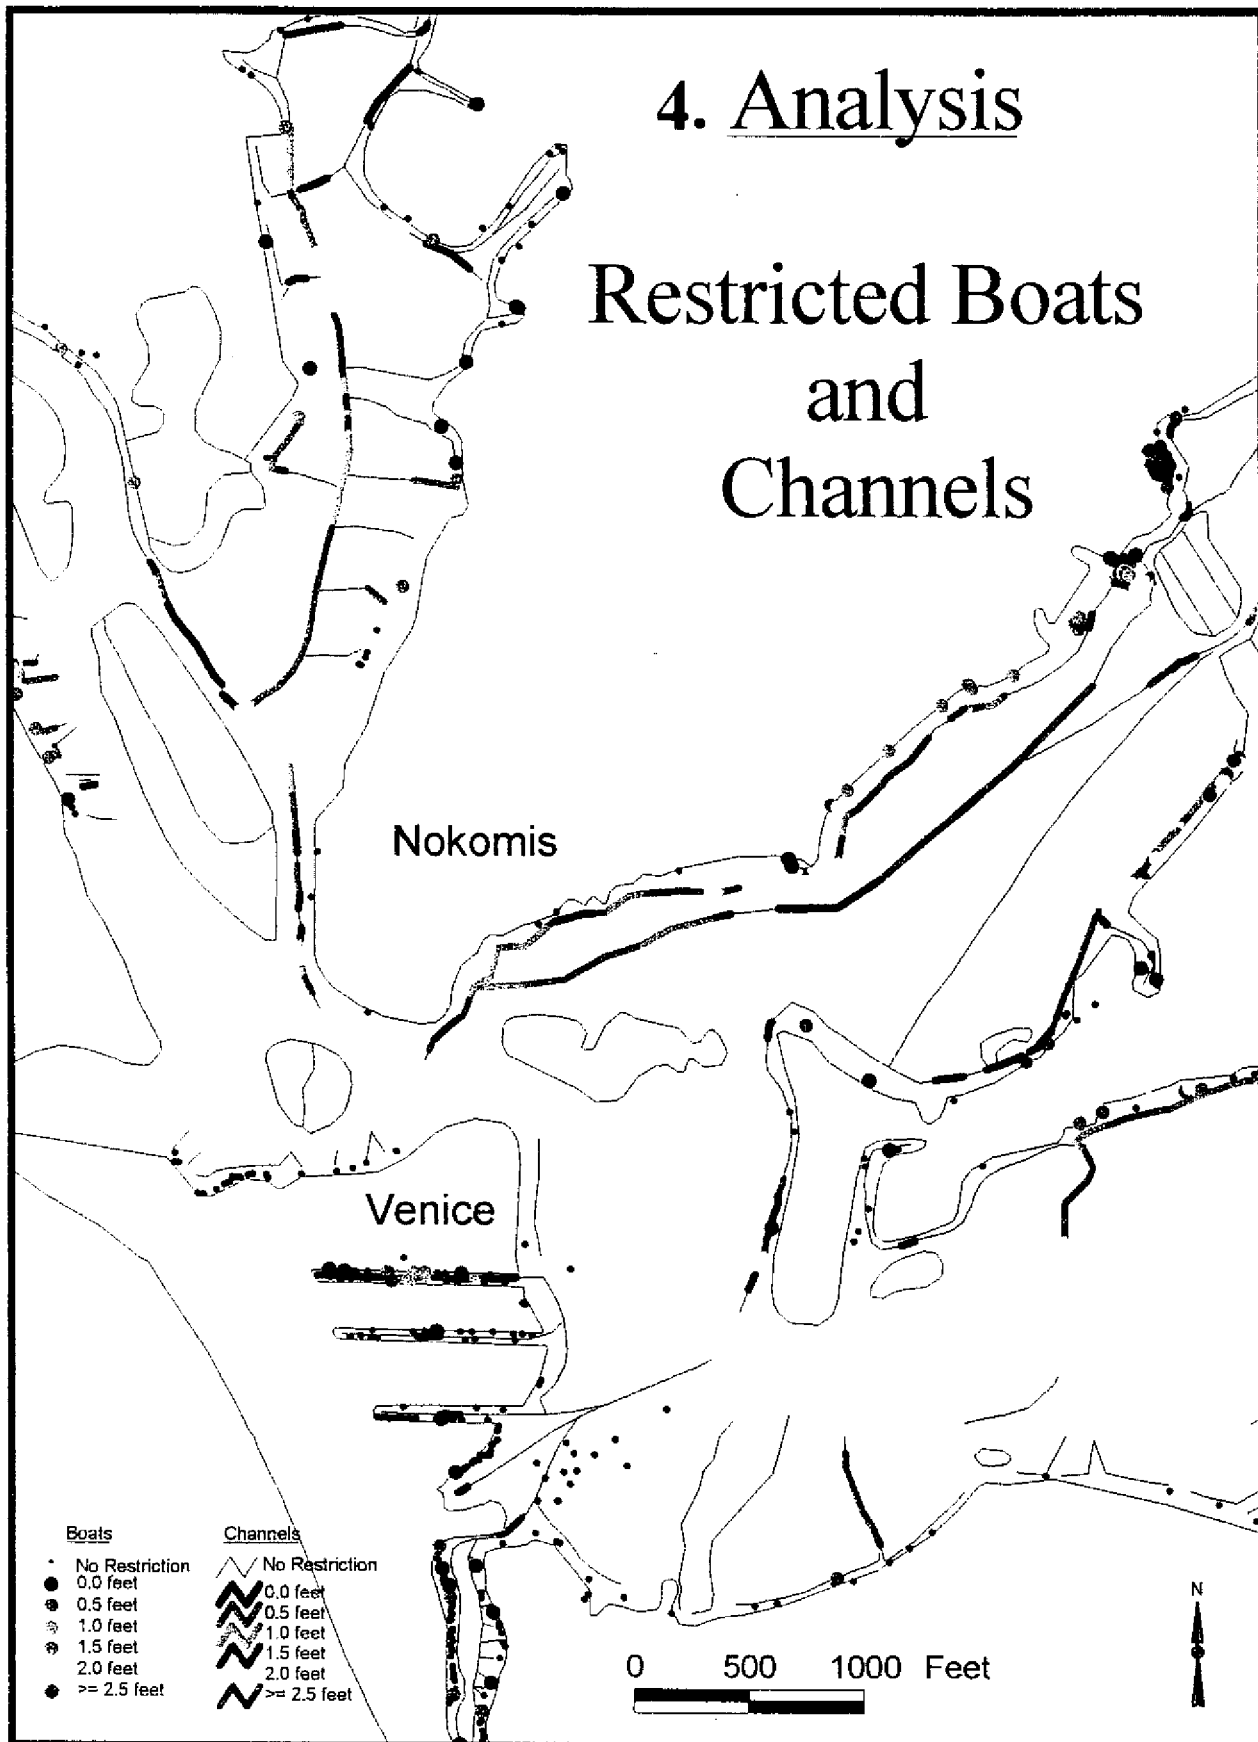 4. Analysis
Restricted Boats
and
Channels
Nokomis
Venice
Boats
No Restriction
0.0 feet
0.5 feet
1.0 feet
1.5 feet
2.0 feet
>= 2.5 feet
Channels
No Restriction
0.0 feet
0.5 feet
1.0 feet
1.5 feet
2.0 feet
>= 2.5 feet
0 500 1000 Feet
N